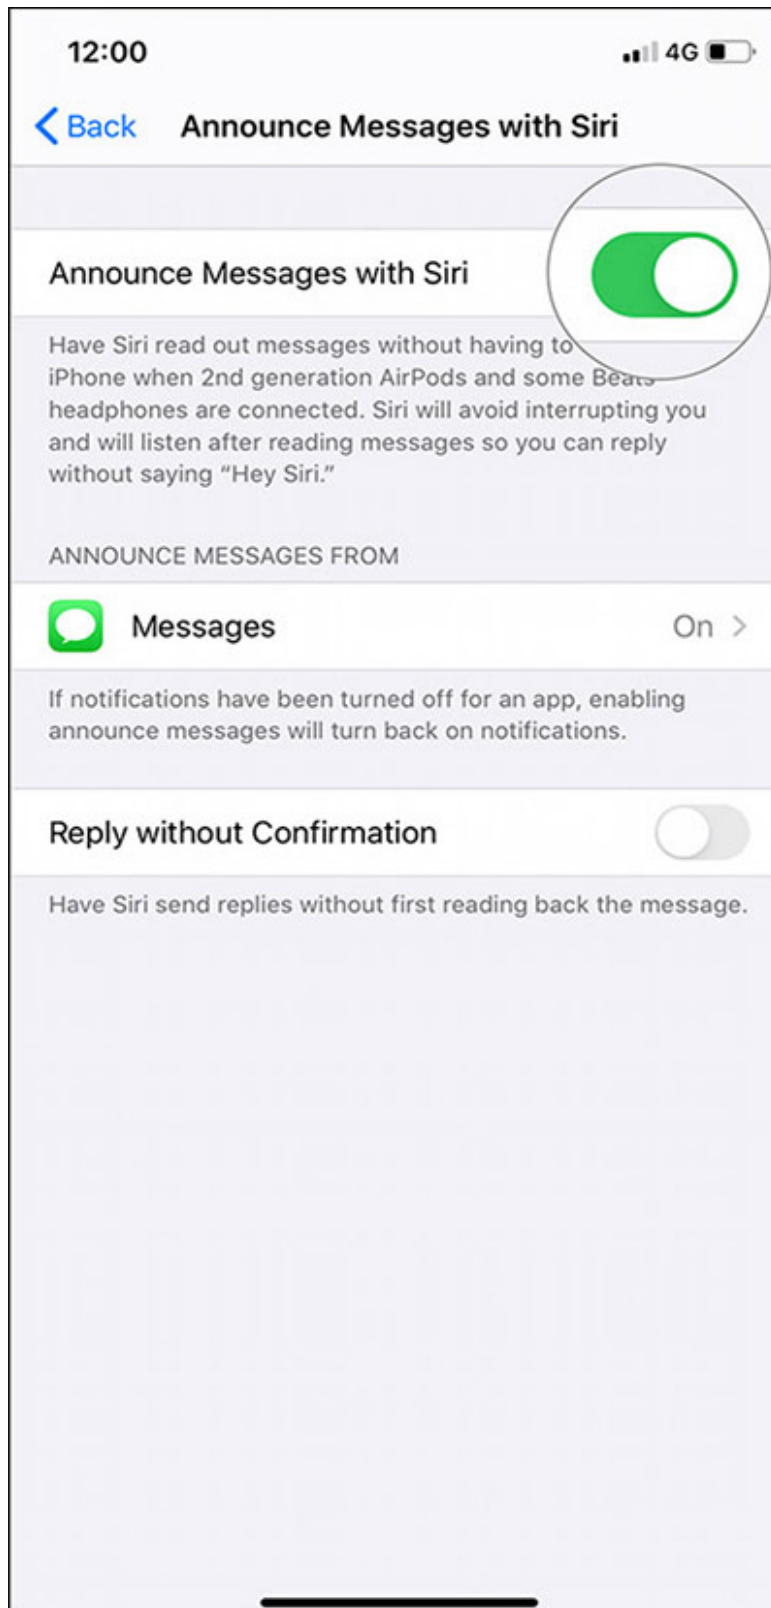 12:00
4G
Back
Announce Messages with Siri
Announce Messages with Siri
Have Siri read out messages without having to
iPhone when 2nd generation AirPods and some Beats
headphones are connected. Siri will avoid interrupting you
and will listen after reading messages so you can reply
without saying “Hey Siri.”
ANNOUNCE MESSAGES FROM
Messages
On
If notifications have been turned off for an app, enabling
announce messages will turn back on notifications.
Reply without Confirmation
Have Siri send replies without first reading back the message.